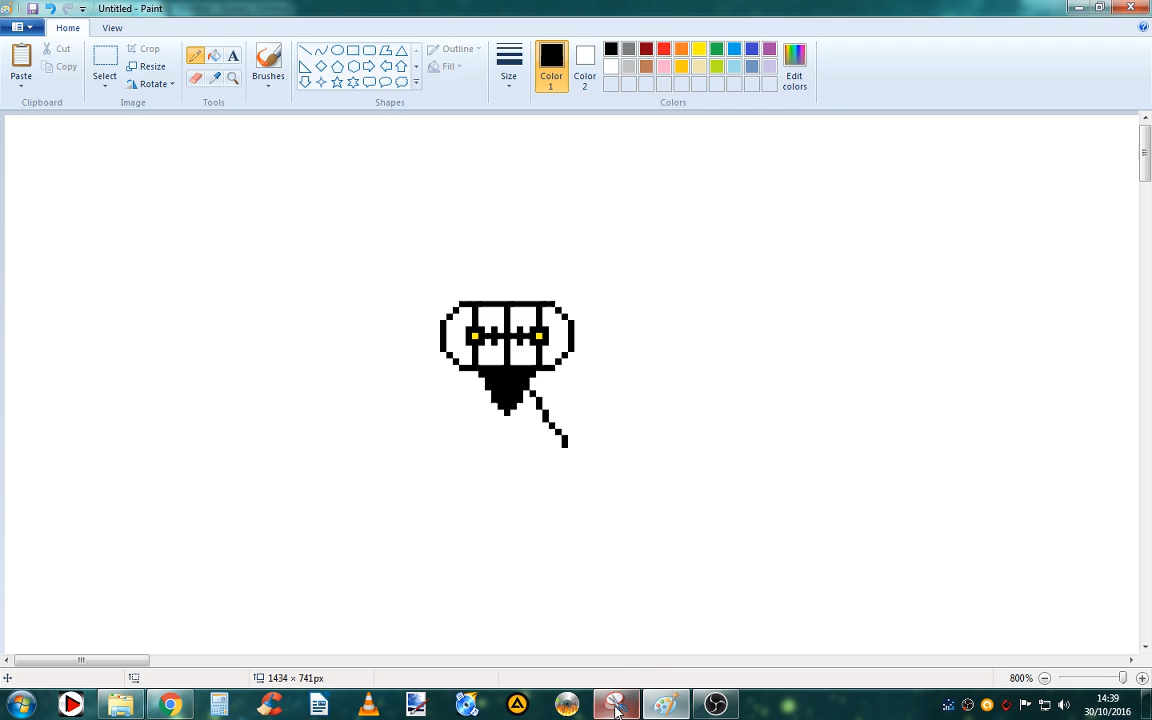 Untitled - Paint
Home
View
Paste
Cut
Copy
Clipboard
Select
Crop
Resize
Rotate
Image
Tools
Brushes
Shapes
Outline
Fill
Size
Color 1
Color 2
Edit colors
Colors
1434 × 741px
800%
14:39
30/10/2016